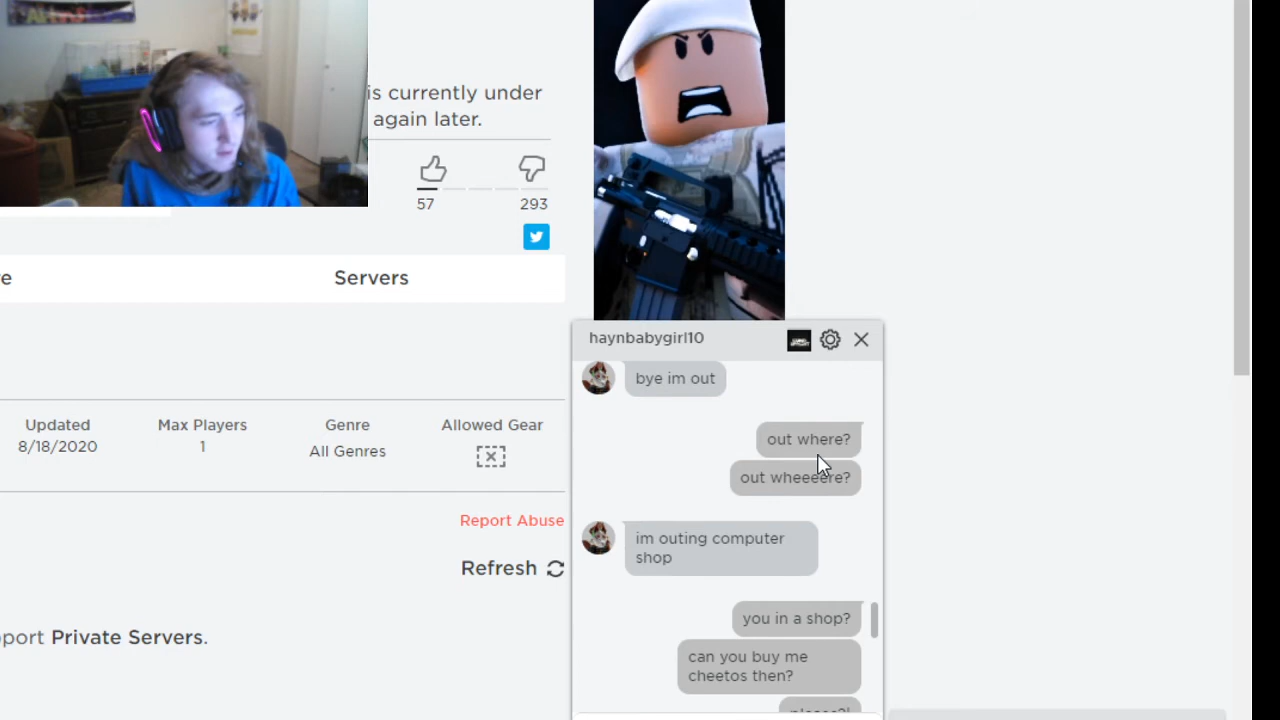 is currently under
again later.
57
293
Servers
Updated
8/18/2020
Max Players
1
Genre
All Genres
Allowed Gear
Report Abuse
Refresh
port Private Servers.
haynbabygirl10
bye im out
out where?
out wheeeere?
im outing computer
shop
you in a shop?
can you buy me
cheetos then?